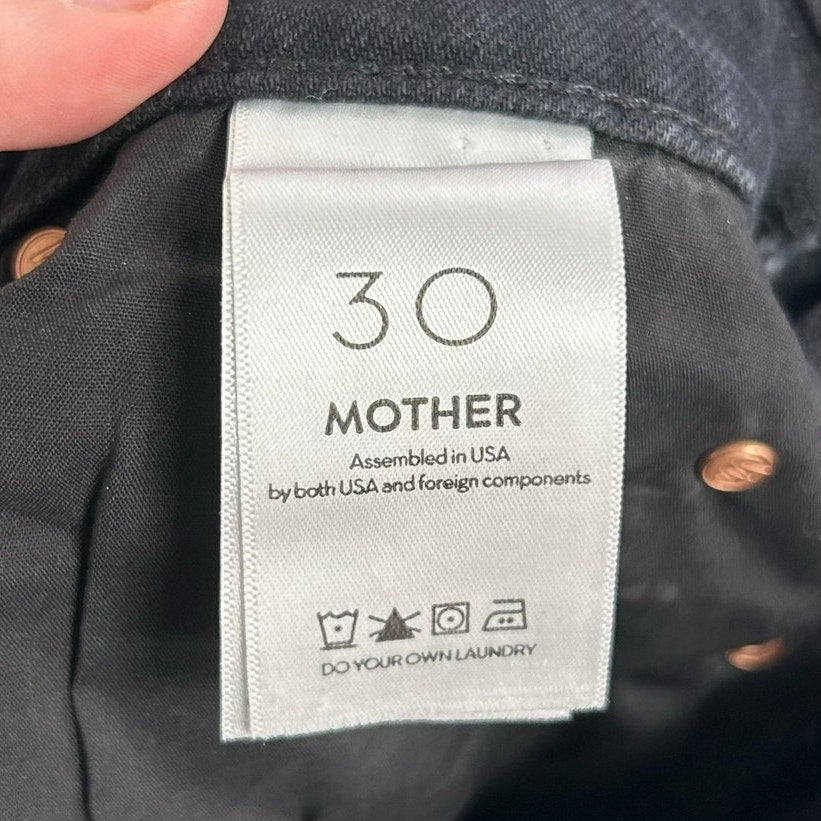 30
MOTHER
Assembled in USA
by both USA and foreign components
DO YOUR OWN LAUNDRY